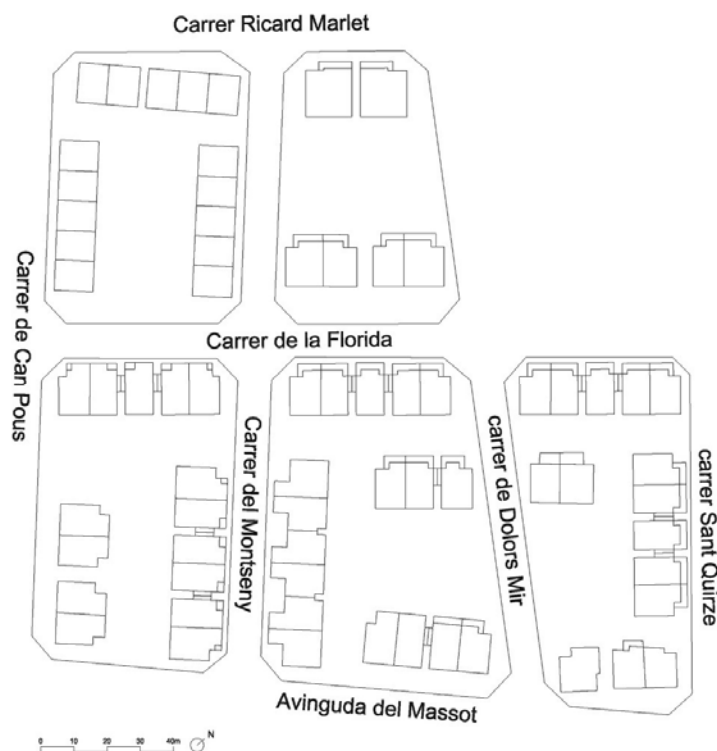 Carrer Ricard Marlet
Carrer de Can Pous
Carrer de la Florida
Carrer del Montseny
carrer de Dolors Mir
carrer Sant Quirze
Avinguda del Massot
0 10 20 30 40m N